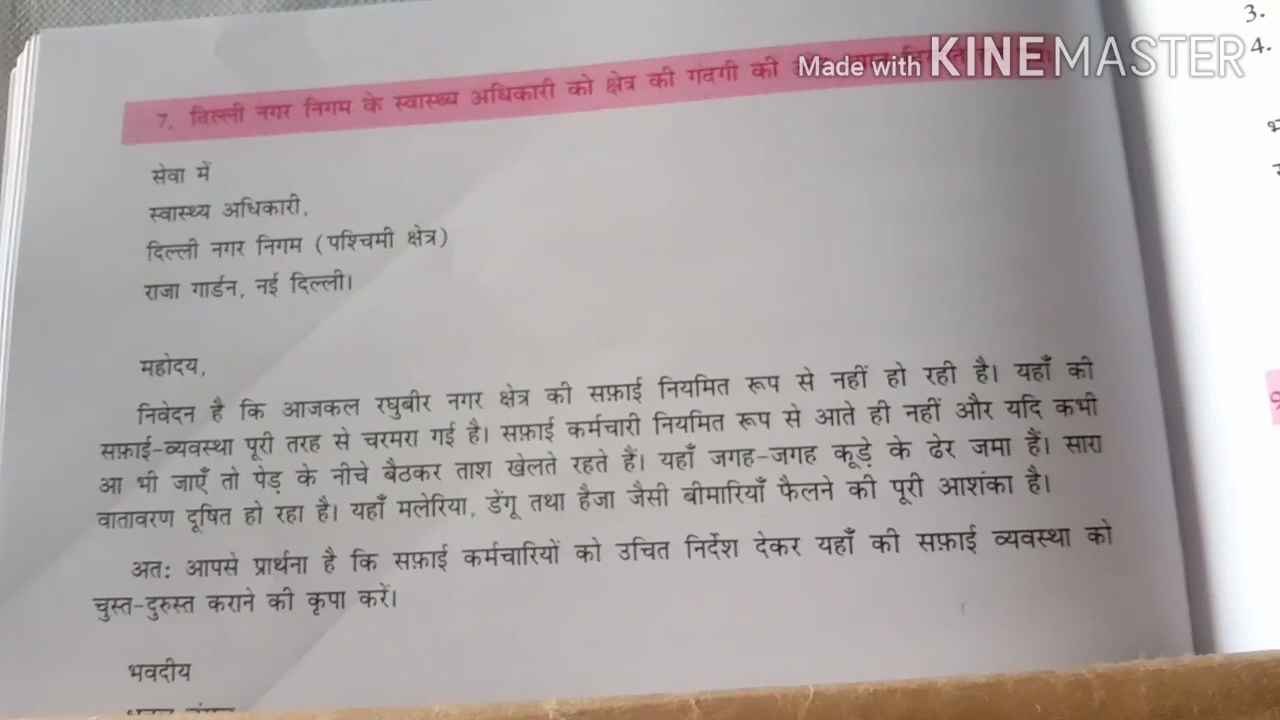 3.
4.
Made with KINEMASTER
7. दिल्ली नगर निगम के स्वास्थ्य अधिकारी को क्षेत्र की गंदगी की
सेवा में
स्वास्थ्य अधिकारी,
दिल्ली नगर निगम (पश्चिमी क्षेत्र)
राजा गार्डन, नई दिल्ली।
महोदय,
निवेदन है कि आजकल रघुबीर नगर क्षेत्र की सफ़ाई नियमित रूप से नहीं हो रही है। यहाँ की
सफ़ाई-व्यवस्था पूरी तरह से चरमरा गई है। सफ़ाई कर्मचारी नियमित रूप से आते ही नहीं और यदि कभी
आ भी जाएँ तो पेड़ के नीचे बैठकर ताश खेलते रहते हैं। यहाँ जगह-जगह कूड़े के ढेर जमा हैं। सारा
वातावरण दूषित हो रहा है। यहाँ मलेरिया, डेंगू तथा हैजा जैसी बीमारियाँ फैलने की पूरी आशंका है।
अतः आपसे प्रार्थना है कि सफ़ाई कर्मचारियों को उचित निर्देश देकर यहाँ की सफ़ाई व्यवस्था को
चुस्त-दुरुस्त कराने की कृपा करें।
भवदीय